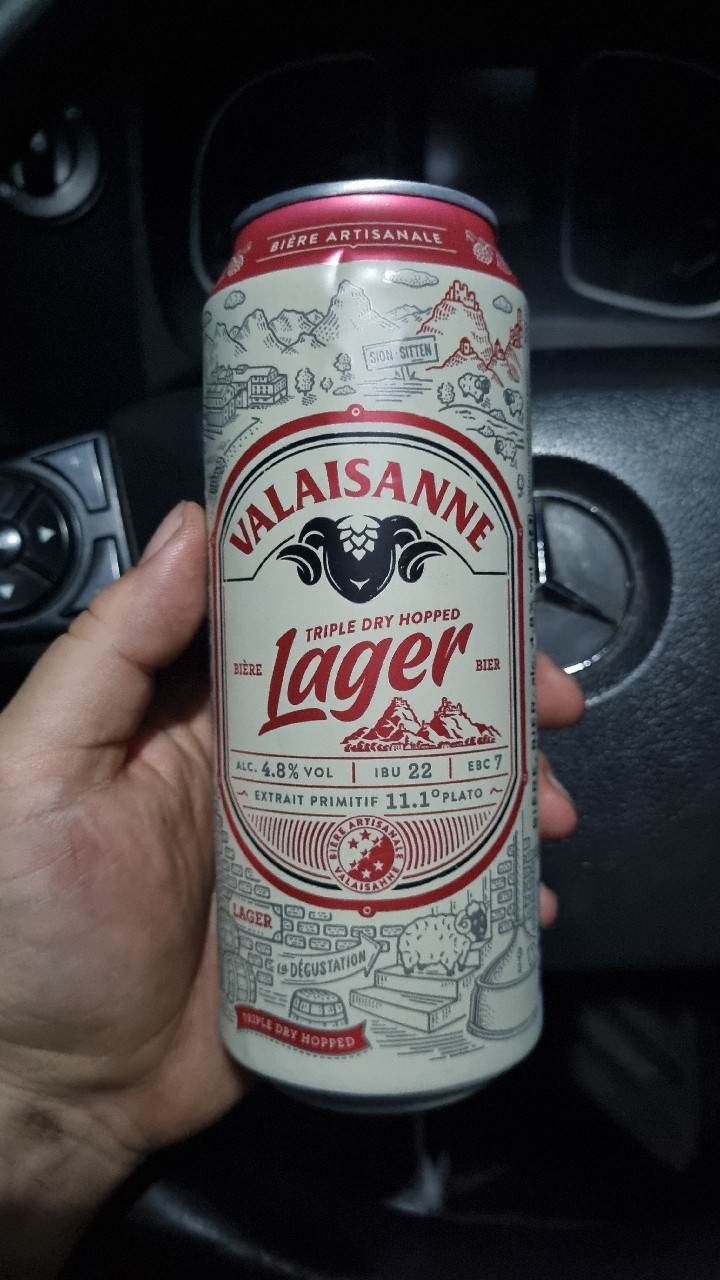 BIÈRE ARTISANALE
SION-SITTEN
VALAISANNE
TRIPLE DRY HOPPED
BIÈRE Lager BIER
ALC. 4.8% VOL | IBU 22 | EBC 7
~ EXTRAIT PRIMITIF 11.1° PLATO ~
BIÈRE ARTISANALE
VALAISANNE
LAGER
La DÉGUSTATION
TRIPLE DRY HOPPED